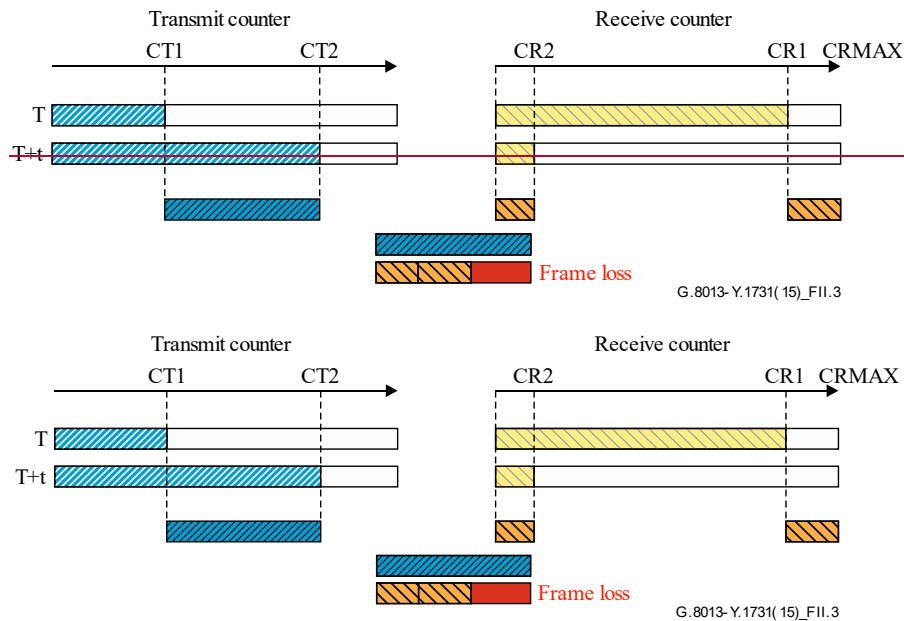 Transmit counter Receive counter
CT1 CT2 CR2 CR1 CRMAX
T
T+t
Frame loss
G.8013-Y.1731(15)_FII.3
Transmit counter Receive counter
CT1 CT2 CR2 CR1 CRMAX
T
T+t
Frame loss
G.8013-Y.1731(15)_FII.3